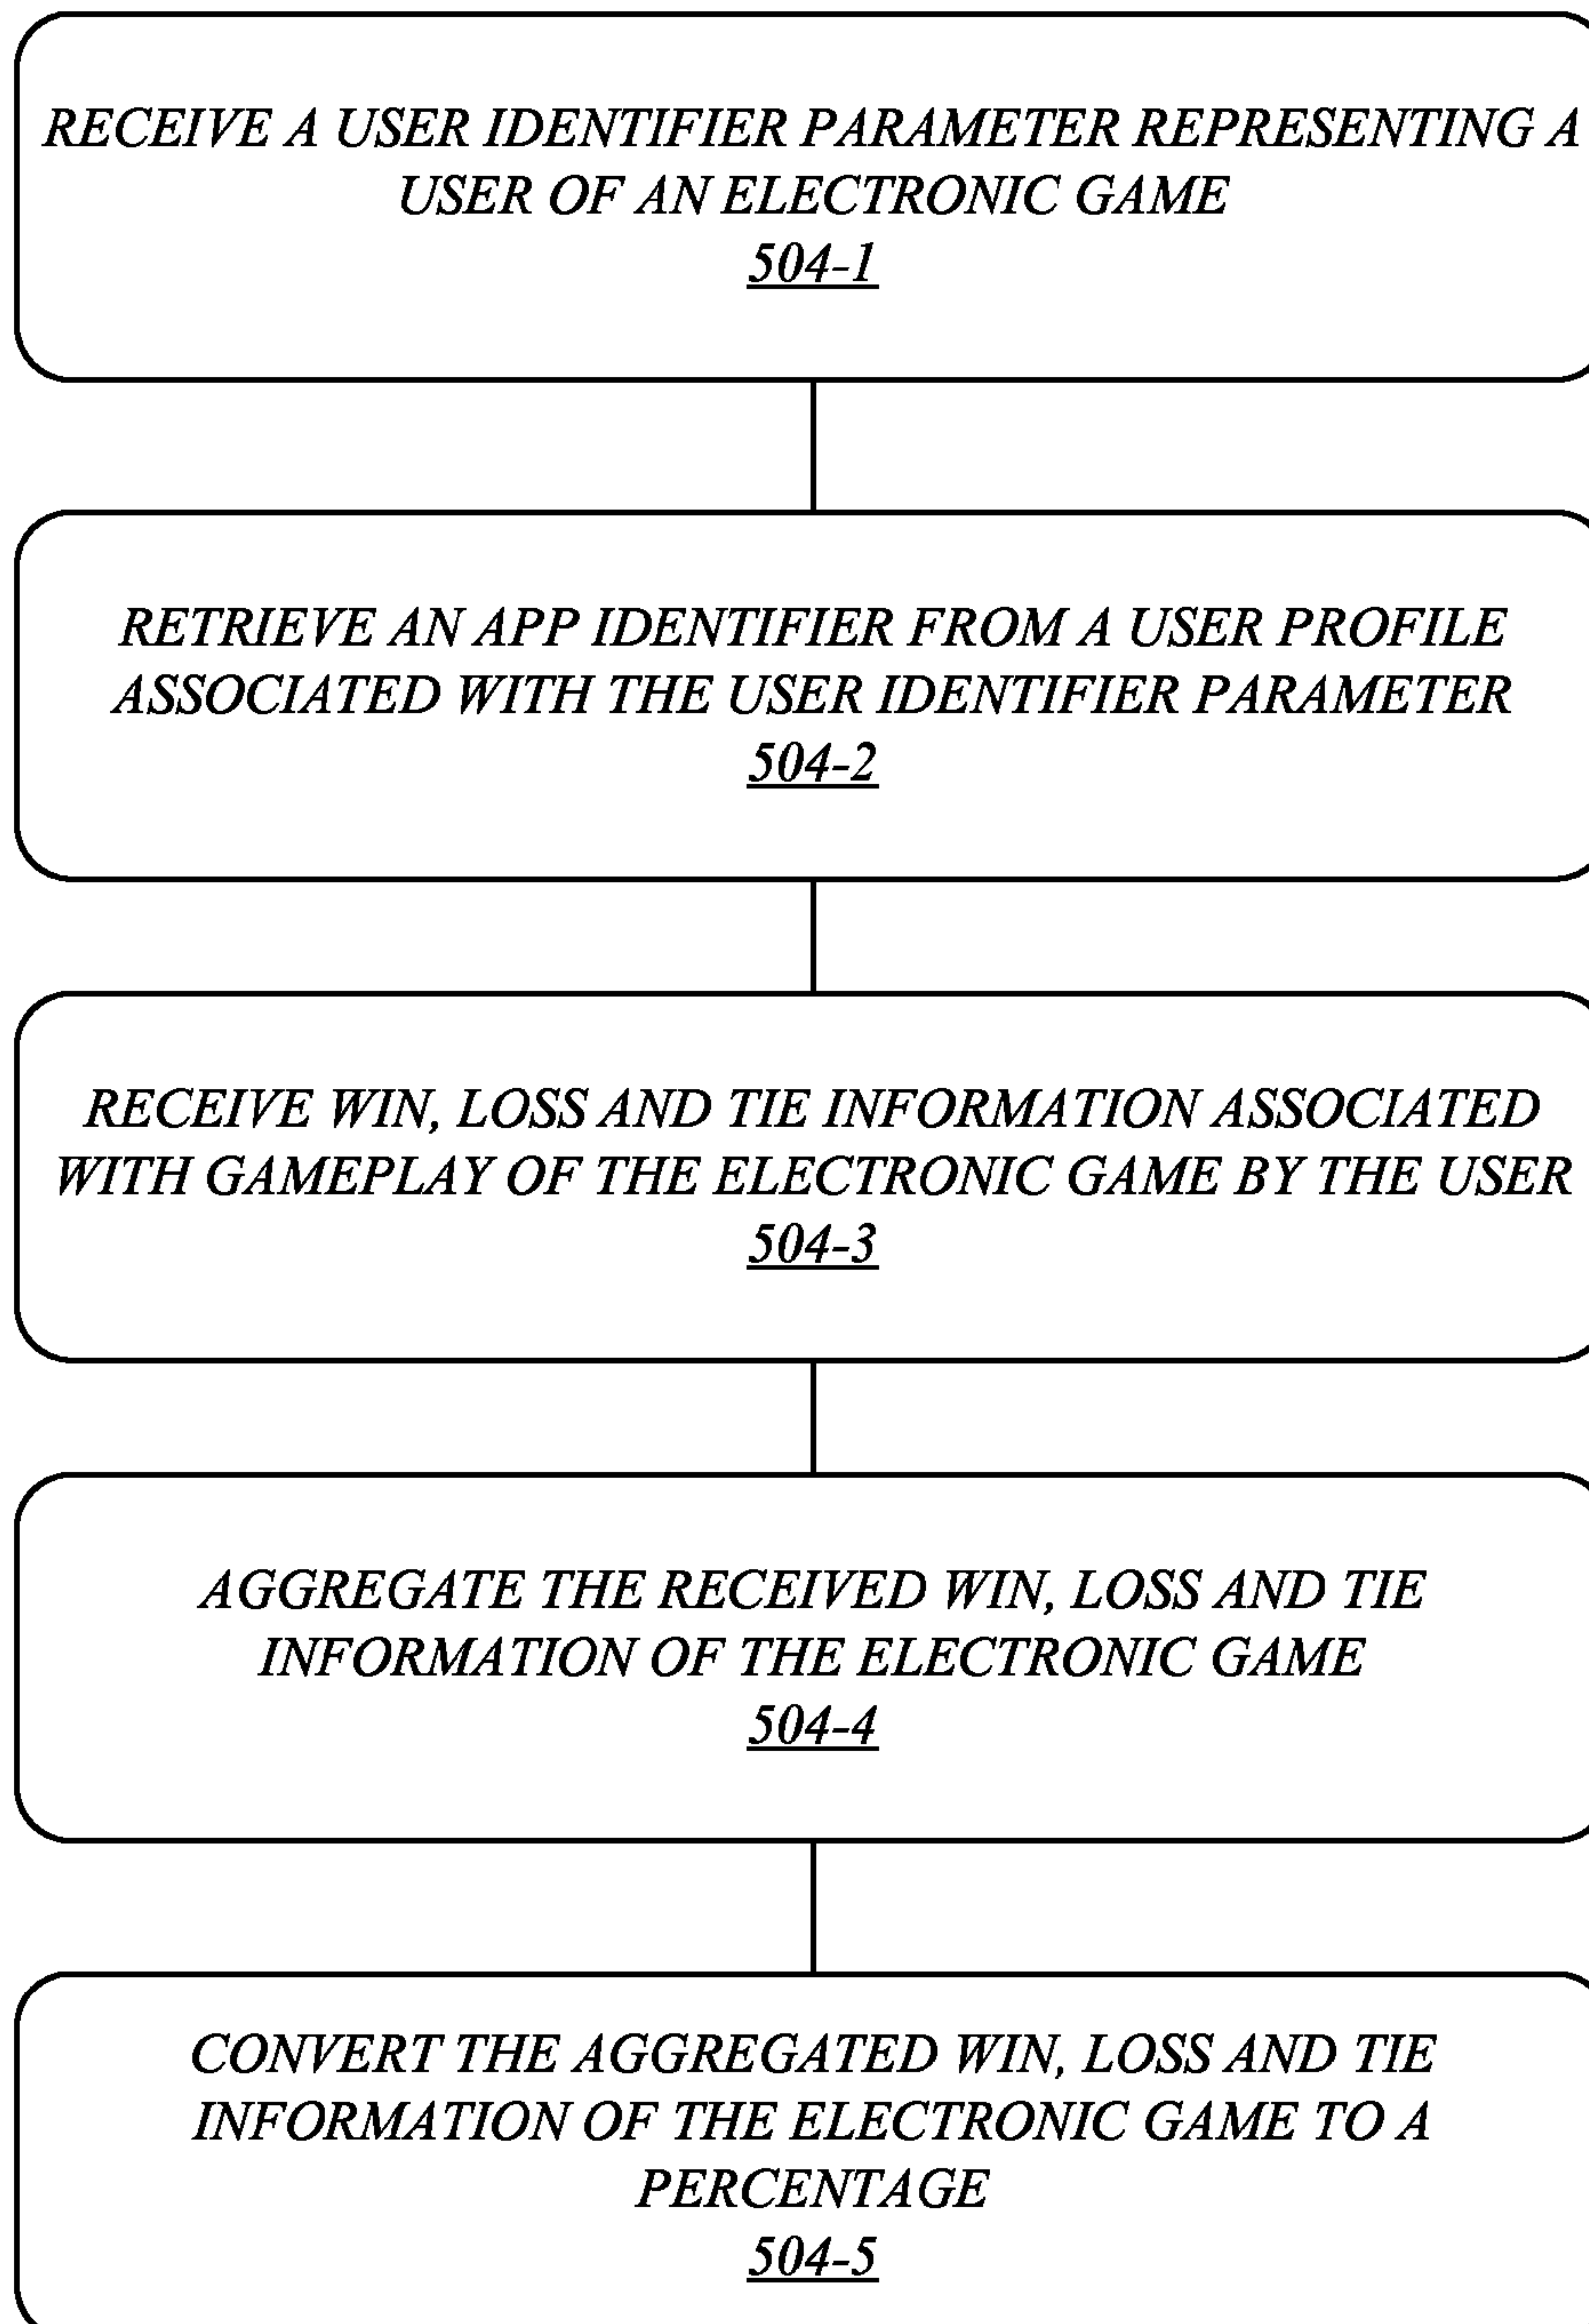 RECEIVE A USER IDENTIFIER PARAMETER REPRESENTING A
USER OF AN ELECTRONIC GAME
504-1
RETRIEVE AN APP IDENTIFIER FROM A USER PROFILE
ASSOCIATED WITH THE USER IDENTIFIER PARAMETER
504-2
RECEIVE WIN, LOSS AND TIE INFORMATION ASSOCIATED
WITH GAMEPLAY OF THE ELECTRONIC GAME BY THE USER
504-3
AGGREGATE THE RECEIVED WIN, LOSS AND TIE
INFORMATION OF THE ELECTRONIC GAME
504-4
CONVERT THE AGGREGATED WIN, LOSS AND TIE
INFORMATION OF THE ELECTRONIC GAME TO A
PERCENTAGE
504-5